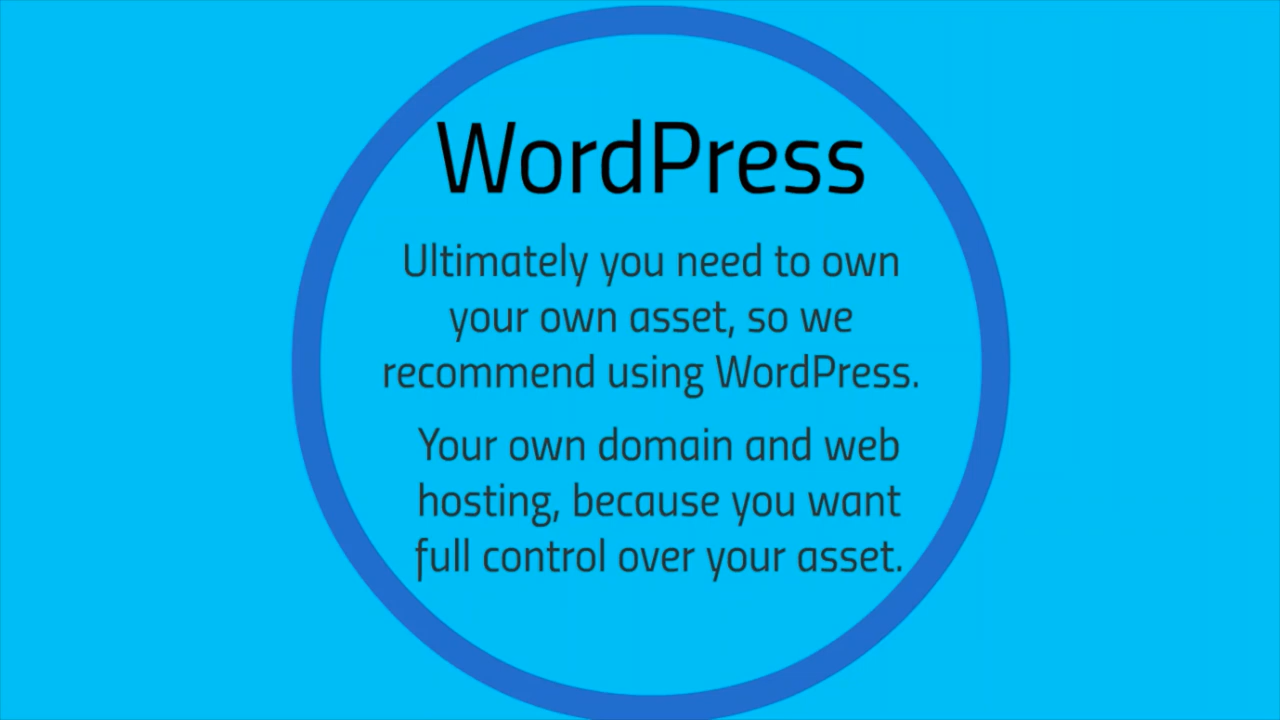 WordPress
Ultimately you need to own
your own asset, so we
recommend using WordPress.
Your own domain and web
hosting, because you want
full control over your asset.